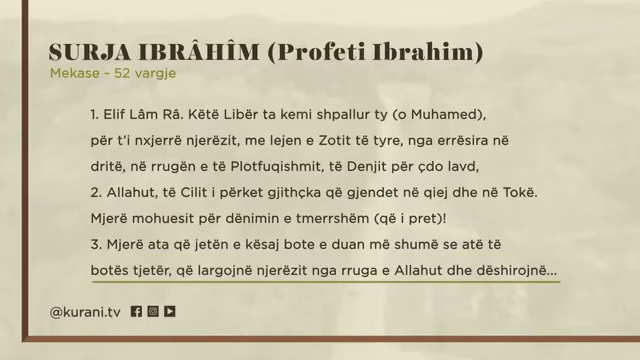 SURJA IBRÂHÎM (Profeti Ibrahim)
Mekase - 52 vargje
1. Elif Lâm Râ. Këtë Libër ta kemi shpallur ty (o Muhamed),
për t'i nxjerrë njerëzit, me lejen e Zotit të tyre, nga errësira në
dritë, në rrugën e të Plotfuqishmit, të Denjit për çdo lavd,
2. Allahut, të Cilit i përket gjithçka që gjendet në qiej dhe në Tokë.
Mjerë mohuesit për dënimin e tmerrshëm (që i pret)!
3. Mjerë ata që jetën e kësaj bote e duan më shumë se atë të
botës tjetër, që largojnë njerëzit nga rruga e Allahut dhe dëshirojnë...
@kurani.tv